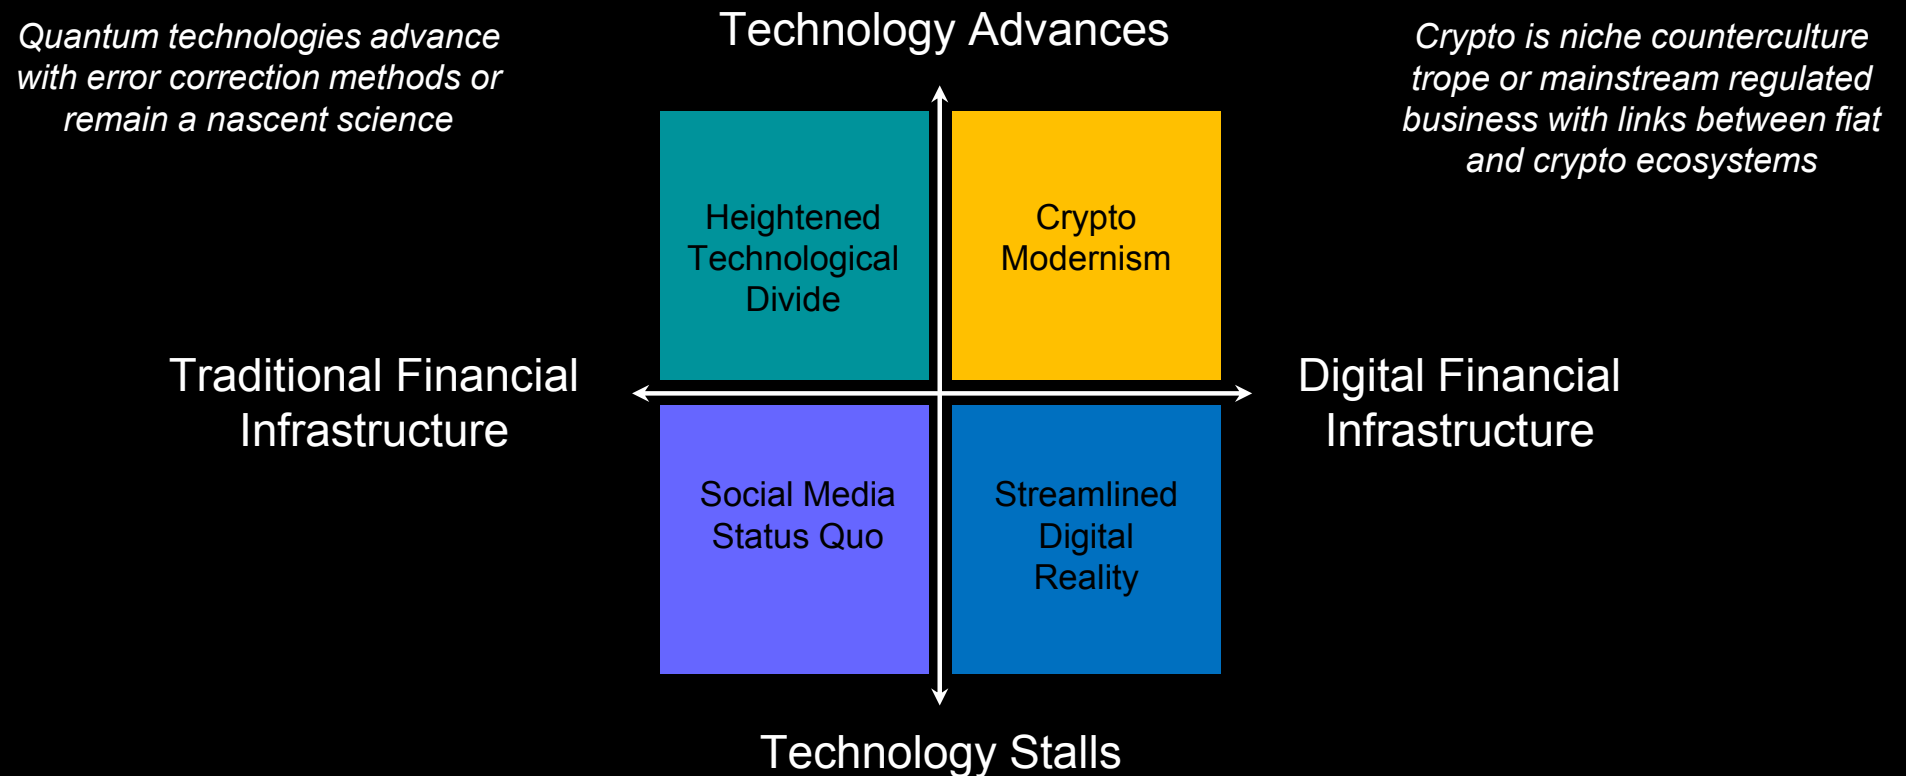 Quantum technologies advance
with error correction methods or
remain a nascent science
Technology Advances
Crypto is niche counterculture
trope or mainstream regulated
business with links between fiat
and crypto ecosystems
Heightened
Technological
Divide
Crypto
Modernism
Traditional Financial
Infrastructure
Digital Financial
Infrastructure
Social Media
Status Quo
Streamlined
Digital
Reality
Technology Stalls